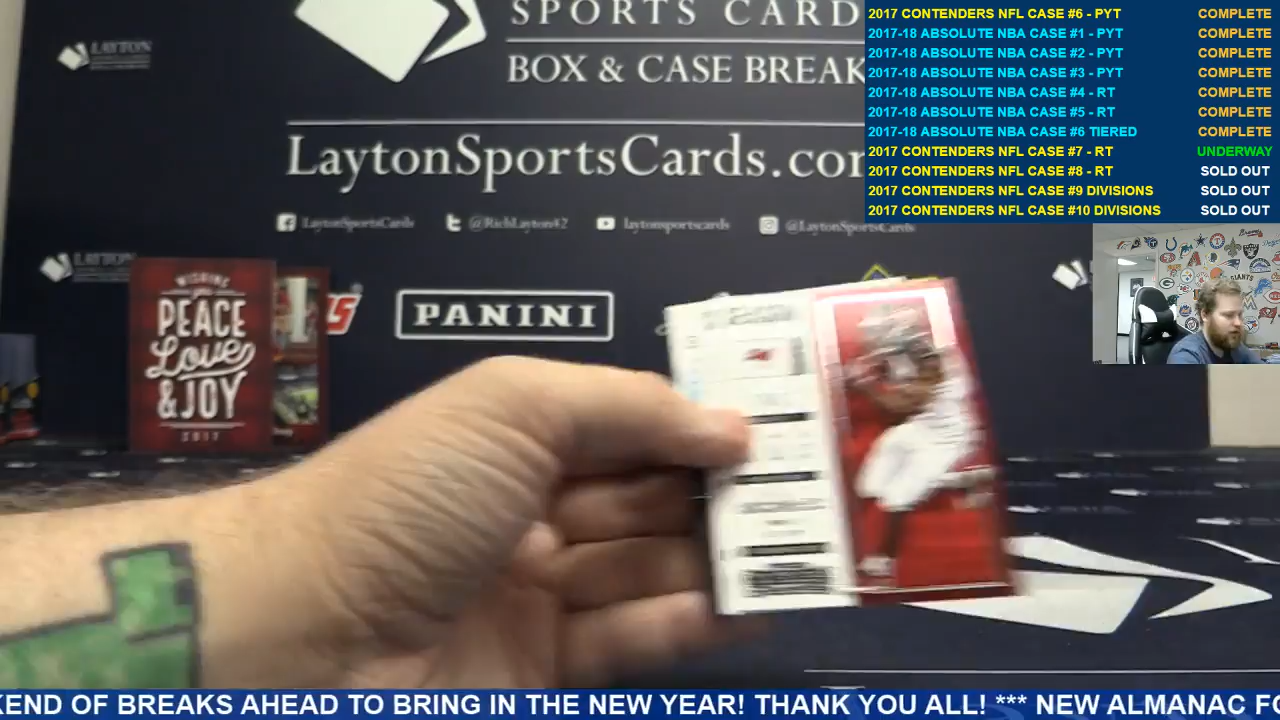 SPORTS CARD
BOX & CASE BREAK
LaytonSportsCards.co
LaytonSportsCards @RichLayton42 laytonsportscards @LaytonSportsCards
LAYTON
PEACE
Love
& JOY
2017
PANINI
2017 CONTENDERS NFL CASE #6 - PYT COMPLETE
2017-18 ABSOLUTE NBA CASE #1 - PYT COMPLETE
2017-18 ABSOLUTE NBA CASE #2 - PYT COMPLETE
2017-18 ABSOLUTE NBA CASE #3 - PYT COMPLETE
2017-18 ABSOLUTE NBA CASE #4 - RT COMPLETE
2017-18 ABSOLUTE NBA CASE #5 - RT COMPLETE
2017-18 ABSOLUTE NBA CASE #6 TIERED COMPLETE
2017 CONTENDERS NFL CASE #7 - RT UNDERWAY
2017 CONTENDERS NFL CASE #8 - RT SOLD OUT
2017 CONTENDERS NFL CASE #9 DIVISIONS SOLD OUT
2017 CONTENDERS NFL CASE #10 DIVISIONS SOLD OUT
KEND OF BREAKS AHEAD TO BRING IN THE NEW YEAR! THANK YOU ALL! *** NEW ALMANAC FO